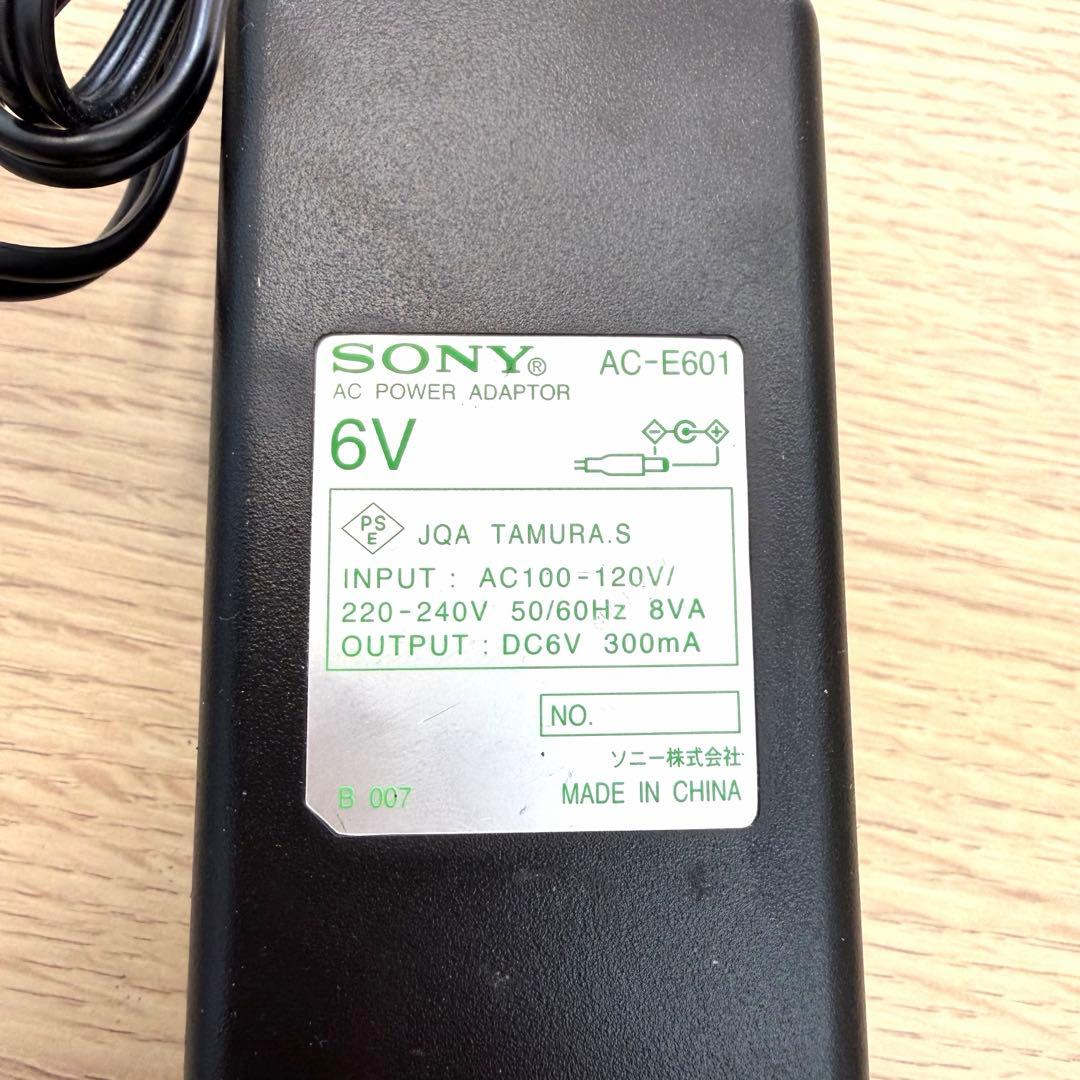 SONY® AC-E601
AC POWER ADAPTOR
6V
- +
PS
E
JQA TAMURA.S
INPUT : AC100-120V/
220-240V 50/60Hz 8VA
OUTPUT : DC6V 300mA
NO.
ソニー株式会社
B 007 MADE IN CHINA